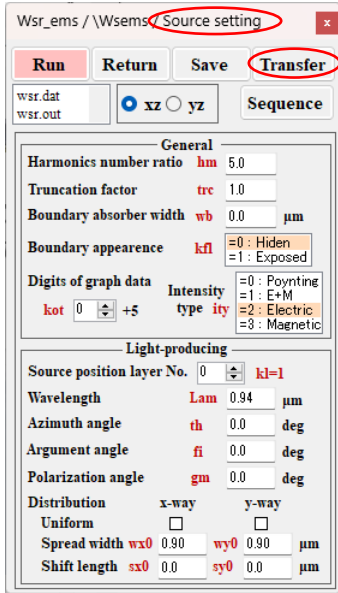 Wsr_ems / \Wsems / Source setting x
Run Return Save Transfer
wsr.dat
wsr.out
xz yz Sequence
General
Harmonics number ratio hm 5.0
Truncation factor trc 1.0
Boundary absorber width wb 0.0 μm
Boundary appearence kfl
=0 : Hiden
=1 : Exposed
Digits of graph data
kot 0 +5
Intensity
type ity
=0 : Poynting
=1 : E+M
=2 : Electric
=3 : Magnetic
Light-producing
Source position layer No. 0 kl=1
Wavelength Lam 0.94 μm
Azimuth angle th 0.0 deg
Argument angle fi 0.0 deg
Polarization angle gm 0.0 deg
Distribution x-way y-way
Uniform
Spread width wx0 0.90 wy0 0.90 μm
Shift length sx0 0.0 sy0 0.0 μm